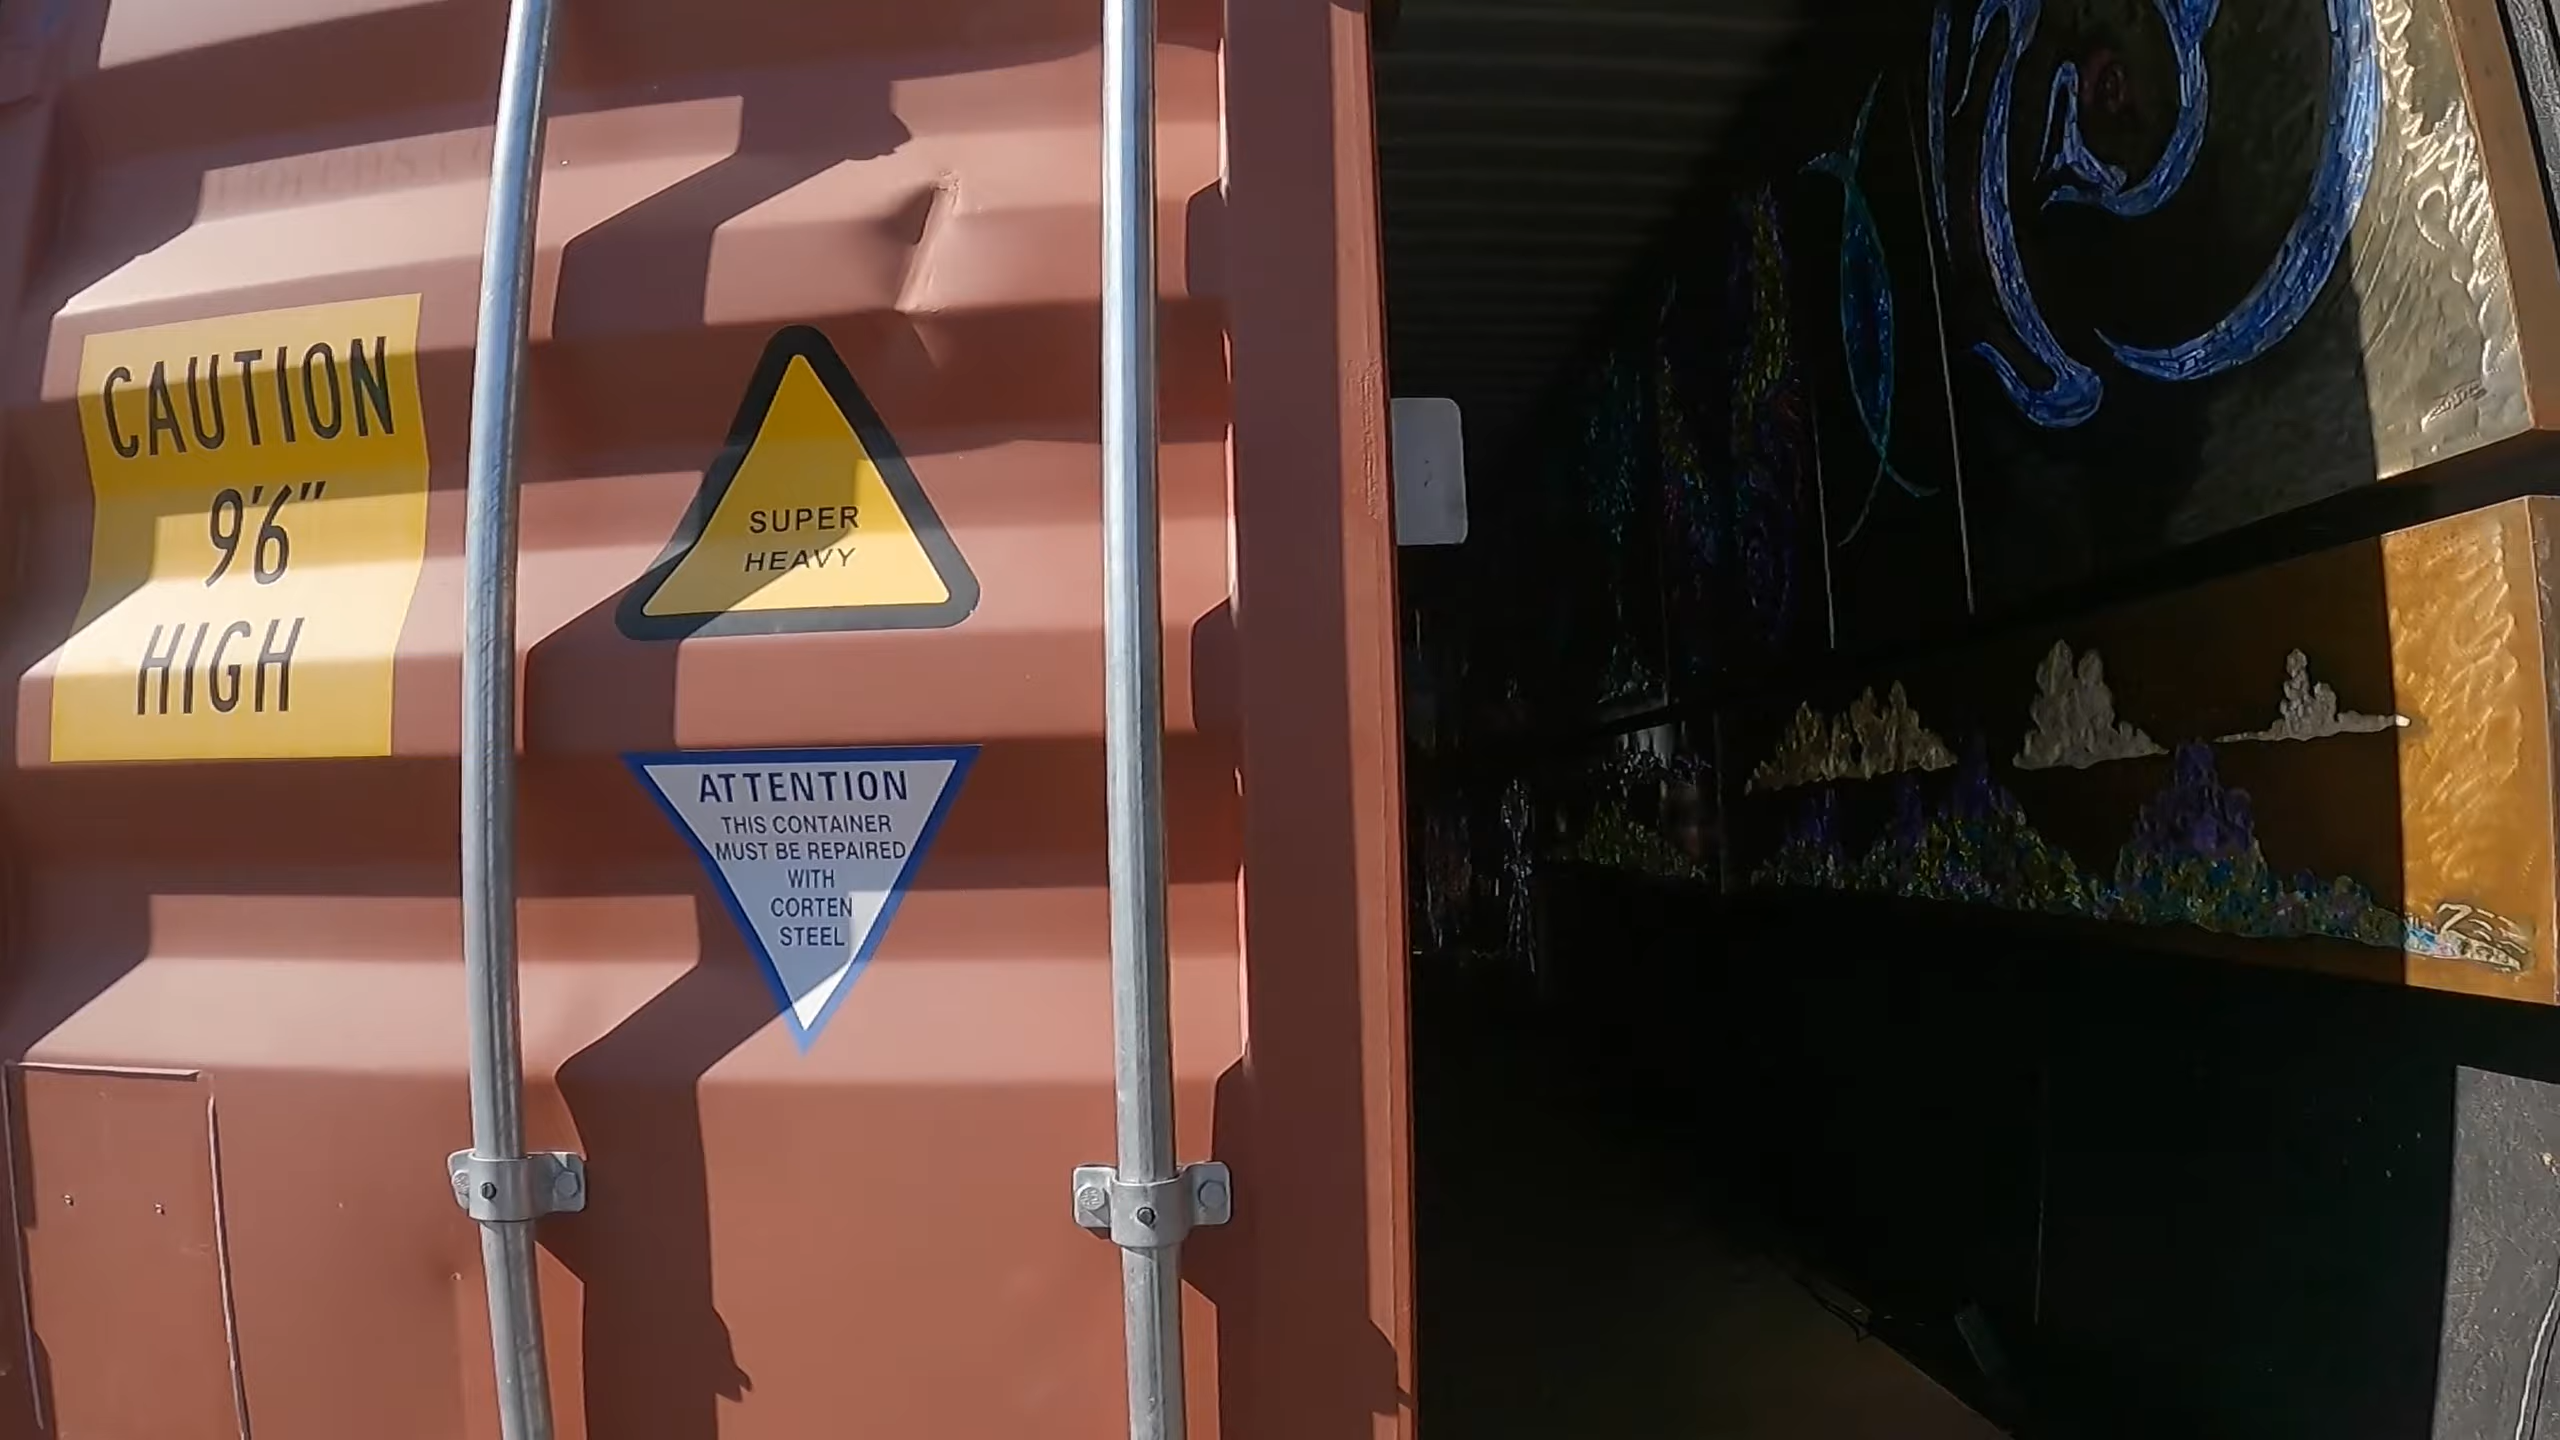 CAUTION
9'6"
HIGH
SUPER
HEAVY
ATTENTION
THIS CONTAINER
MUST BE REPAIRED
WITH
CORTEN
STEEL